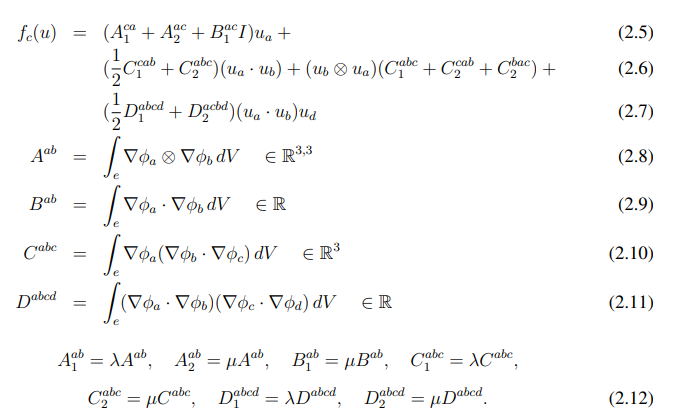 f_c(u) = (A_1^{ca} + A_2^{ac} + B_1^{ac} I)u_a + (2.5)
(\frac{1}{2} C_1^{cab} + C_2^{abc})(u_a · u_b) + (u_b ⊗ u_a)(C_1^{abc} + C_2^{cab} + C_2^{bac}) + (2.6)
(\frac{1}{2} D_1^{abcd} + D_2^{acbd})(u_a · u_b)u_d (2.7)
A^{ab} = ∫_e ∇ϕ_a ⊗ ∇ϕ_b dV ∈ ℝ^{3,3} (2.8)
B^{ab} = ∫_e ∇ϕ_a · ∇ϕ_b dV ∈ ℝ (2.9)
C^{abc} = ∫_e ∇ϕ_a(∇ϕ_b · ∇ϕ_c) dV ∈ ℝ^3 (2.10)
D^{abcd} = ∫_e (∇ϕ_a · ∇ϕ_b)(∇ϕ_c · ∇ϕ_d) dV ∈ ℝ (2.11)
A_1^{ab} = λA^{ab}, A_2^{ab} = μA^{ab}, B_1^{ab} = μB^{ab}, C_1^{abc} = λC^{abc},
C_2^{abc} = μC^{abc}, D_1^{abcd} = λD^{abcd}, D_2^{abcd} = μD^{abcd}. (2.12)